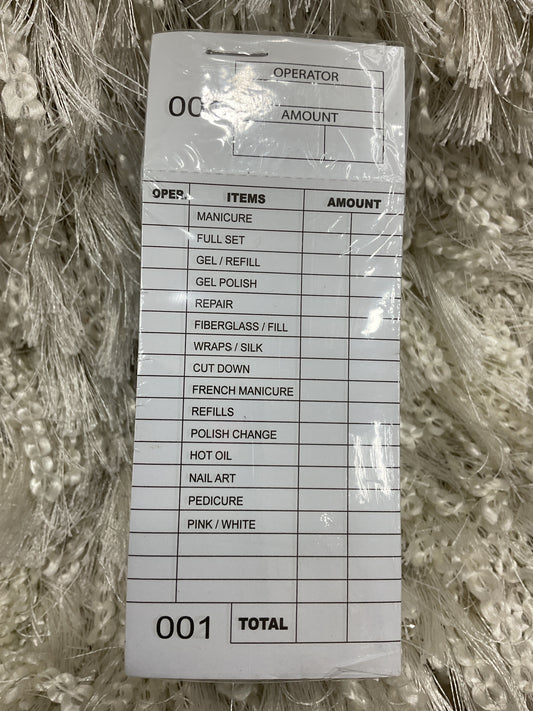 OPERATOR
00
AMOUNT
OPER. ITEMS AMOUNT
MANICURE
FULL SET
GEL / REFILL
GEL POLISH
REPAIR
FIBERGLASS / FILL
WRAPS / SILK
CUT DOWN
FRENCH MANICURE
REFILLS
POLISH CHANGE
HOT OIL
NAIL ART
PEDICURE
PINK / WHITE
001 TOTAL